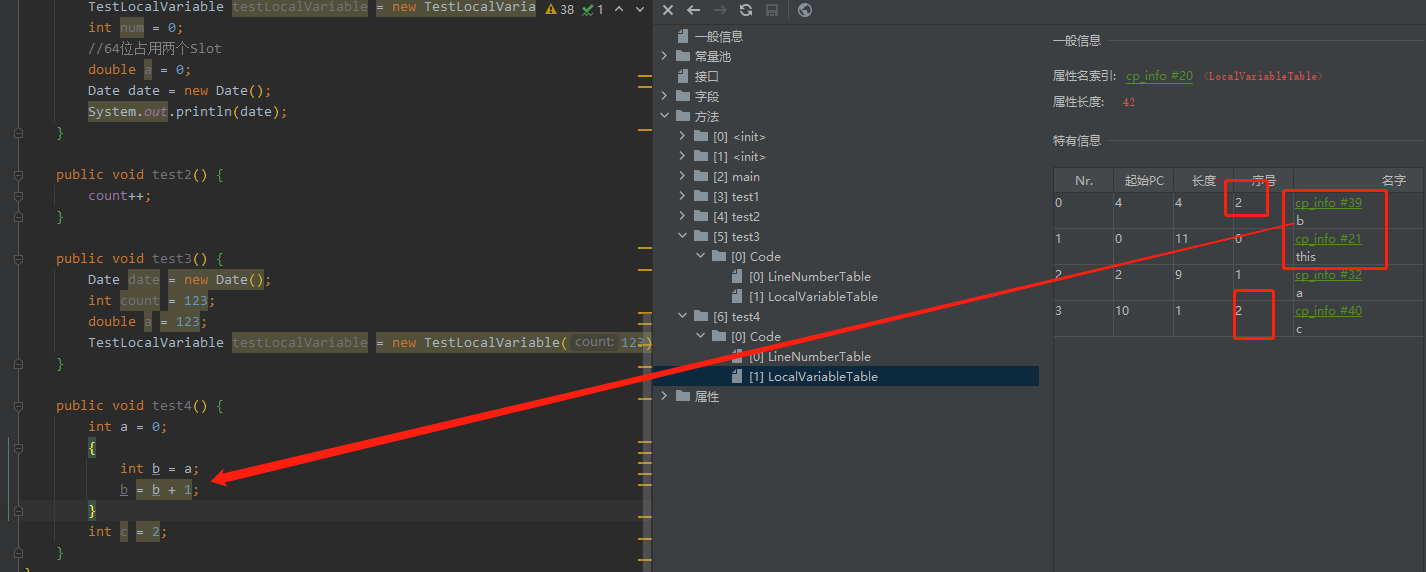 TestLocalVariable testLocalVariable = new TestLocalVaria
38 1
int num = 0;
//64位占用两个Slot
double a = 0;
Date date = new Date();
System.out.println(date);
}
public void test2() {
count++;
}
public void test3() {
Date date = new Date();
int count = 123;
double a = 123;
TestLocalVariable testLocalVariable = new TestLocalVariable( count: 123)
}
public void test4() {
int a = 0;
{
int b = a;
b = b + 1;
}
int c = 2;
}
一般信息
常量池
接口
字段
方法
[0] <init>
[1] <init>
[2] main
[3] test1
[4] test2
[5] test3
[0] Code
[0] LineNumberTable
[1] LocalVariableTable
[6] test4
[0] Code
[0] LineNumberTable
[1] LocalVariableTable
属性
一般信息
属性名索引: cp_info #20 <LocalVariableTable>
属性长度: 42
特有信息
Nr. 起始PC 长度 序号 名字
0 4 4 2 cp_info #39
b
1 0 11 0 cp_info #21
this
2 2 9 1 cp_info #32
a
3 10 1 2 cp_info #40
c